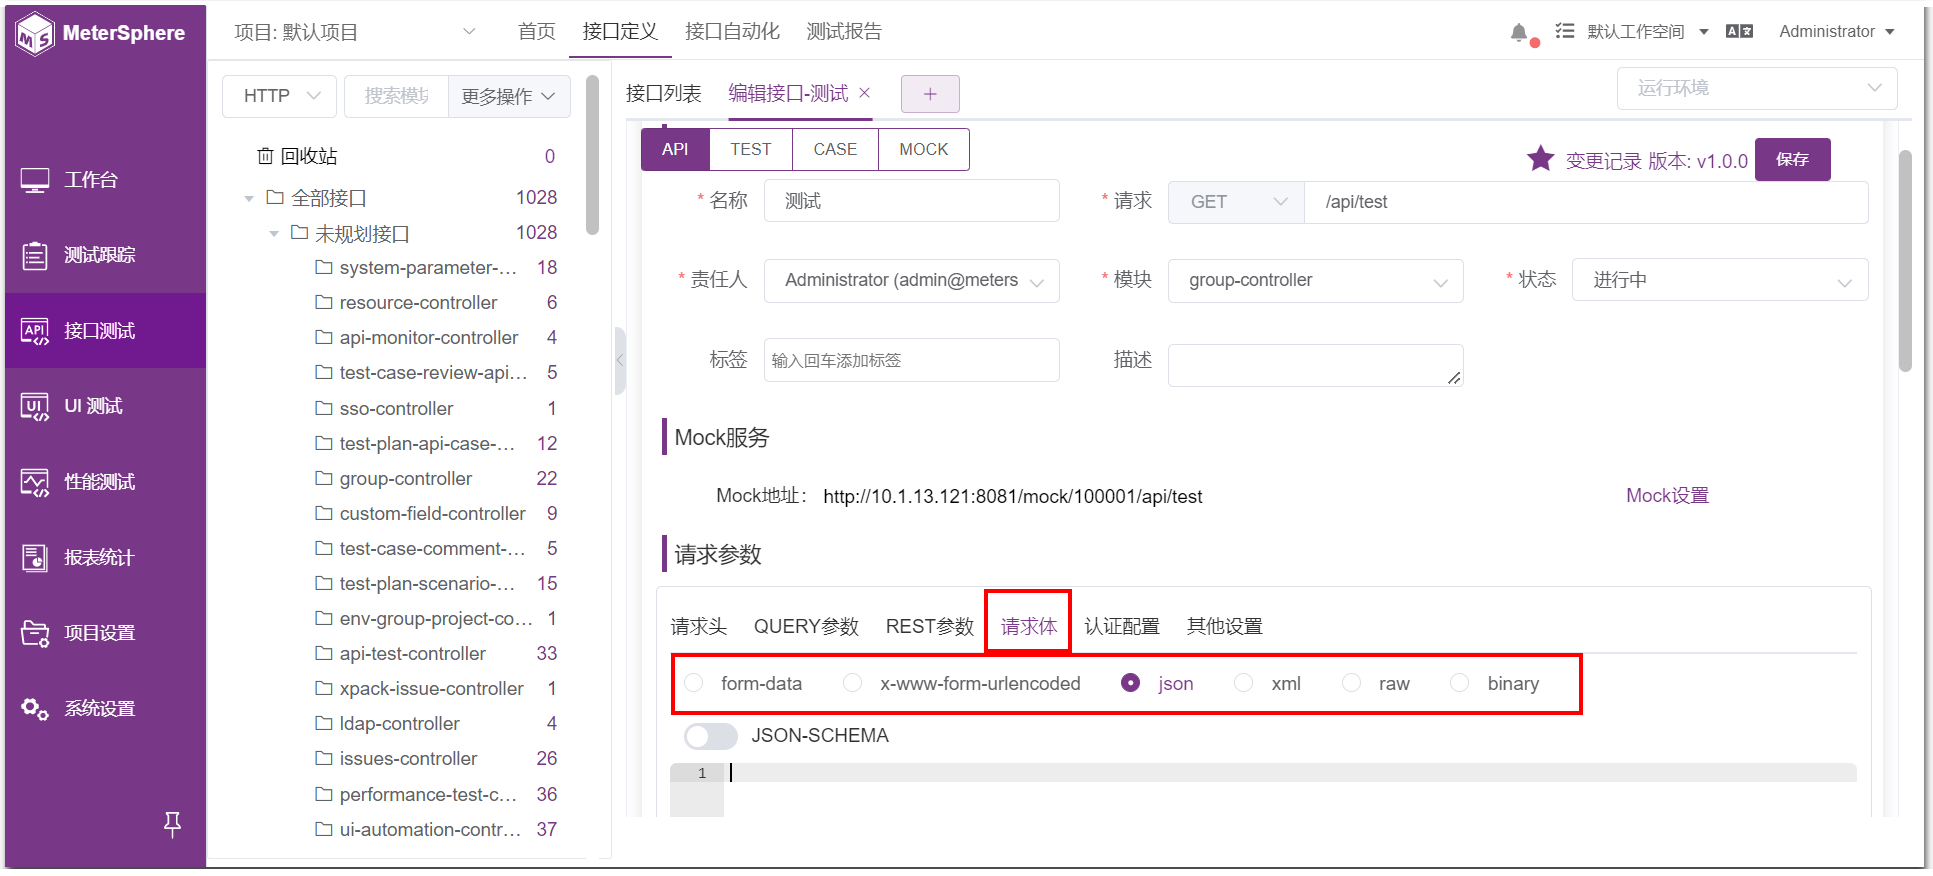 MeterSphere
项目: 默认项目
首页 接口定义 接口自动化 测试报告
默认工作空间
Administrator
工作台
测试跟踪
接口测试
UI 测试
性能测试
报表统计
项目设置
系统设置
HTTP 搜索模块 更多操作
回收站 0
全部接口 1028
未规划接口 1028
system-parameter-... 18
resource-controller 6
api-monitor-controller 4
test-case-review-api... 5
sso-controller 1
test-plan-api-case-... 12
group-controller 22
custom-field-controller 9
test-case-comment-... 5
test-plan-scenario-... 15
env-group-project-co... 1
api-test-controller 33
xpack-issue-controller 1
ldap-controller 4
issues-controller 26
performance-test-c... 36
ui-automation-contr... 37
接口列表 编辑接口-测试 × +
运行环境
API TEST CASE MOCK
变更记录 版本: v1.0.0 保存
* 名称 测试 * 请求 GET /api/test
* 责任人 Administrator (admin@meters * 模块 group-controller * 状态 进行中
标签 输入回车添加标签 描述
Mock服务
Mock地址： http://10.1.13.121:8081/mock/100001/api/test Mock设置
请求参数
请求头 QUERY参数 REST参数 请求体 认证配置 其他设置
form-data x-www-form-urlencoded json xml raw binary
JSON-SCHEMA
1